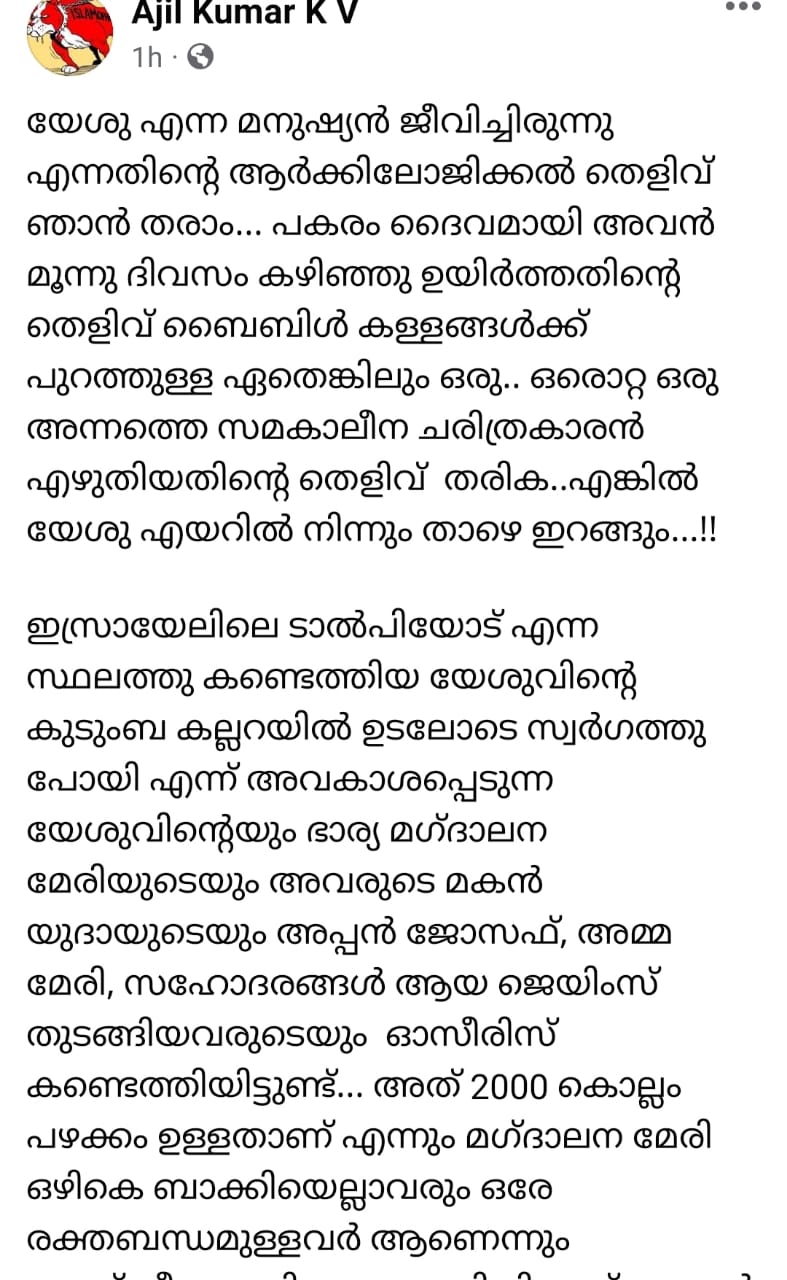 Ajil Kumar K V
1h ·
യേശു എന്ന മനുഷ്യൻ ജീവിച്ചിരുന്നു
എന്നതിന്റെ ആർക്കിലോജിക്കൽ തെളിവ്
ഞാൻ തരാം... പകരം ദൈവമായി അവൻ
മൂന്നു ദിവസം കഴിഞ്ഞു ഉയിർത്തതിന്റെ
തെളിവ് ബൈബിൾ കള്ളങ്ങൾക്ക്
പുറത്തുള്ള ഏതെങ്കിലും ഒരു.. ഒരൊറ്റ ഒരു
അന്നത്തെ സമകാലീന ചരിത്രകാരൻ
എഴുതിയതിന്റെ തെളിവ് തരിക..എങ്കിൽ
യേശു എയറിൽ നിന്നും താഴെ ഇറങ്ങും...!!
ഇസ്രായേലിലെ ടാൽപിയോട് എന്ന
സ്ഥലത്തു കണ്ടെത്തിയ യേശുവിന്റെ
കുടുംബ കല്ലറയിൽ ഉടലോടെ സ്വർഗത്തു
പോയി എന്ന് അവകാശപ്പെടുന്ന
യേശുവിന്റെയും ഭാര്യ മഗ്ദാലന
മേരിയുടെയും അവരുടെ മകൻ
യുദായുടെയും അപ്പൻ ജോസഫ്, അമ്മ
മേരി, സഹോദരങ്ങൾ ആയ ജെയിംസ്
തുടങ്ങിയവരുടെയും ഓസീരിസ്
കണ്ടെത്തിയിട്ടുണ്ട്... അത് 2000 കൊല്ലം
പഴക്കം ഉള്ളതാണ് എന്നും മഗ്ദാലന മേരി
ഒഴികെ ബാക്കിയെല്ലാവരും ഒരേ
രക്തബന്ധമുള്ളവർ ആണെന്നും